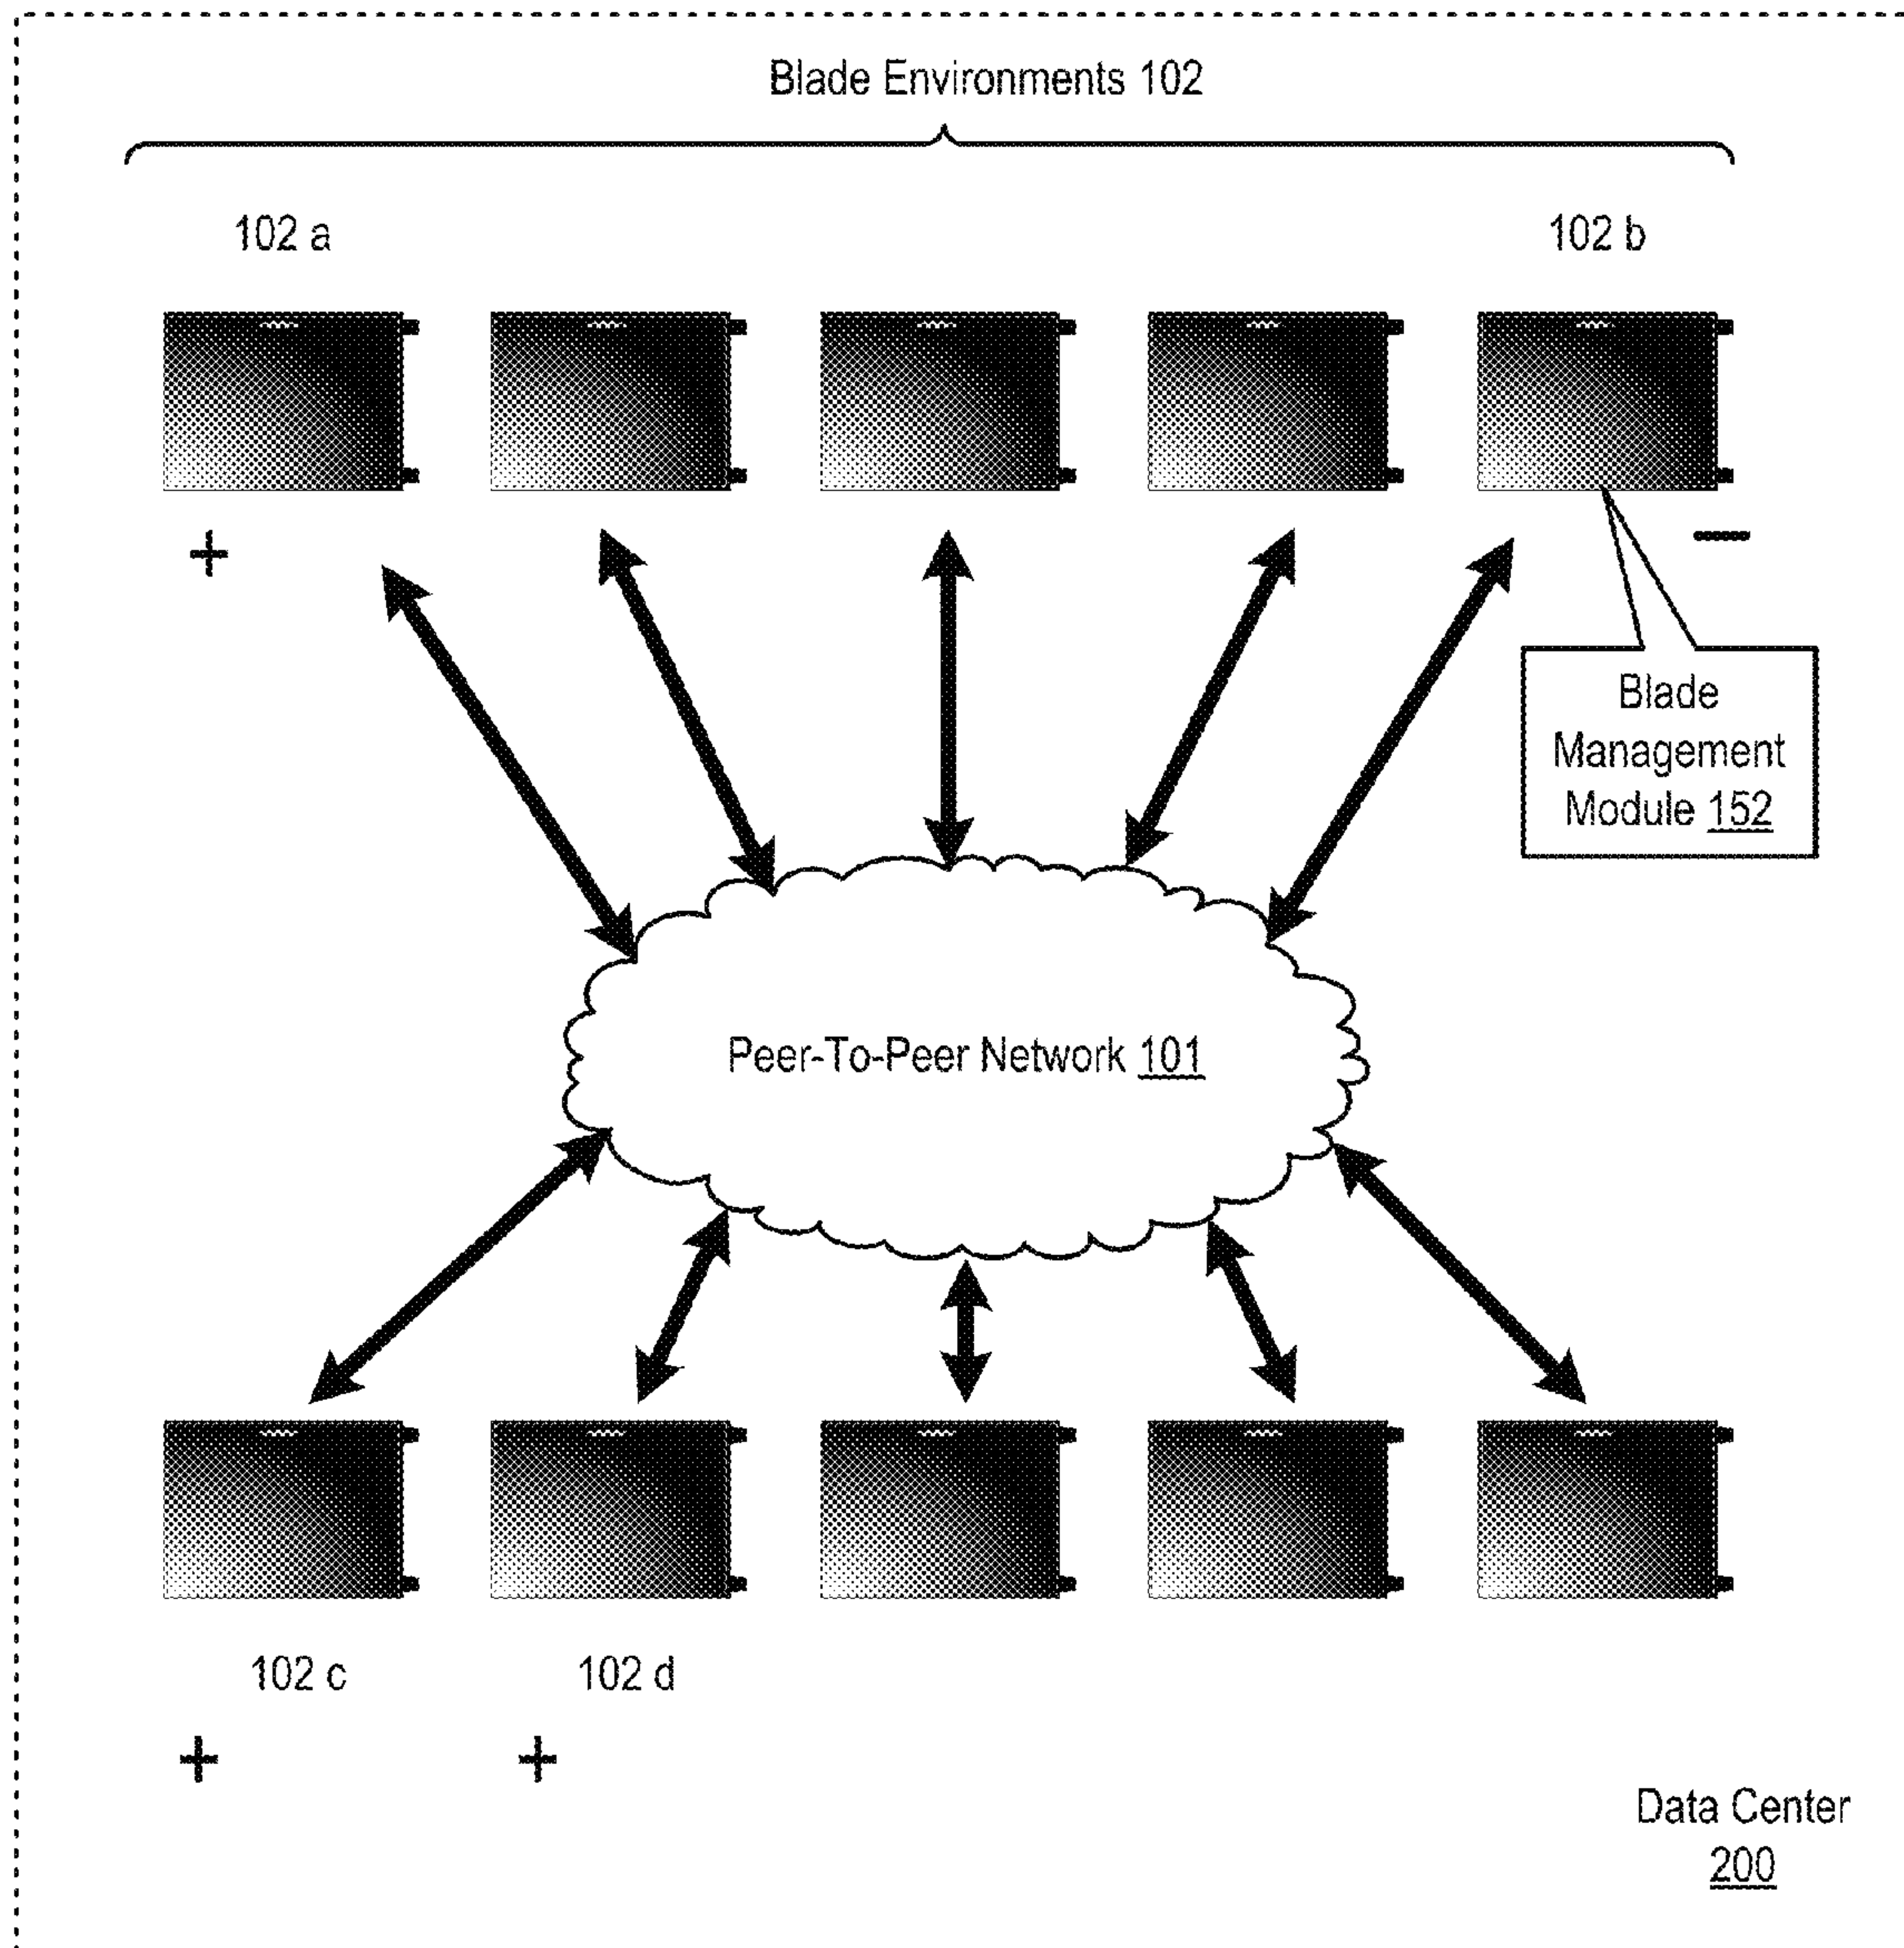 Blade Environments 102
102 a
102 b
+
—
Blade
Management
Module 152
Peer-To-Peer Network 101
102 c
102 d
+
+
Data Center
200